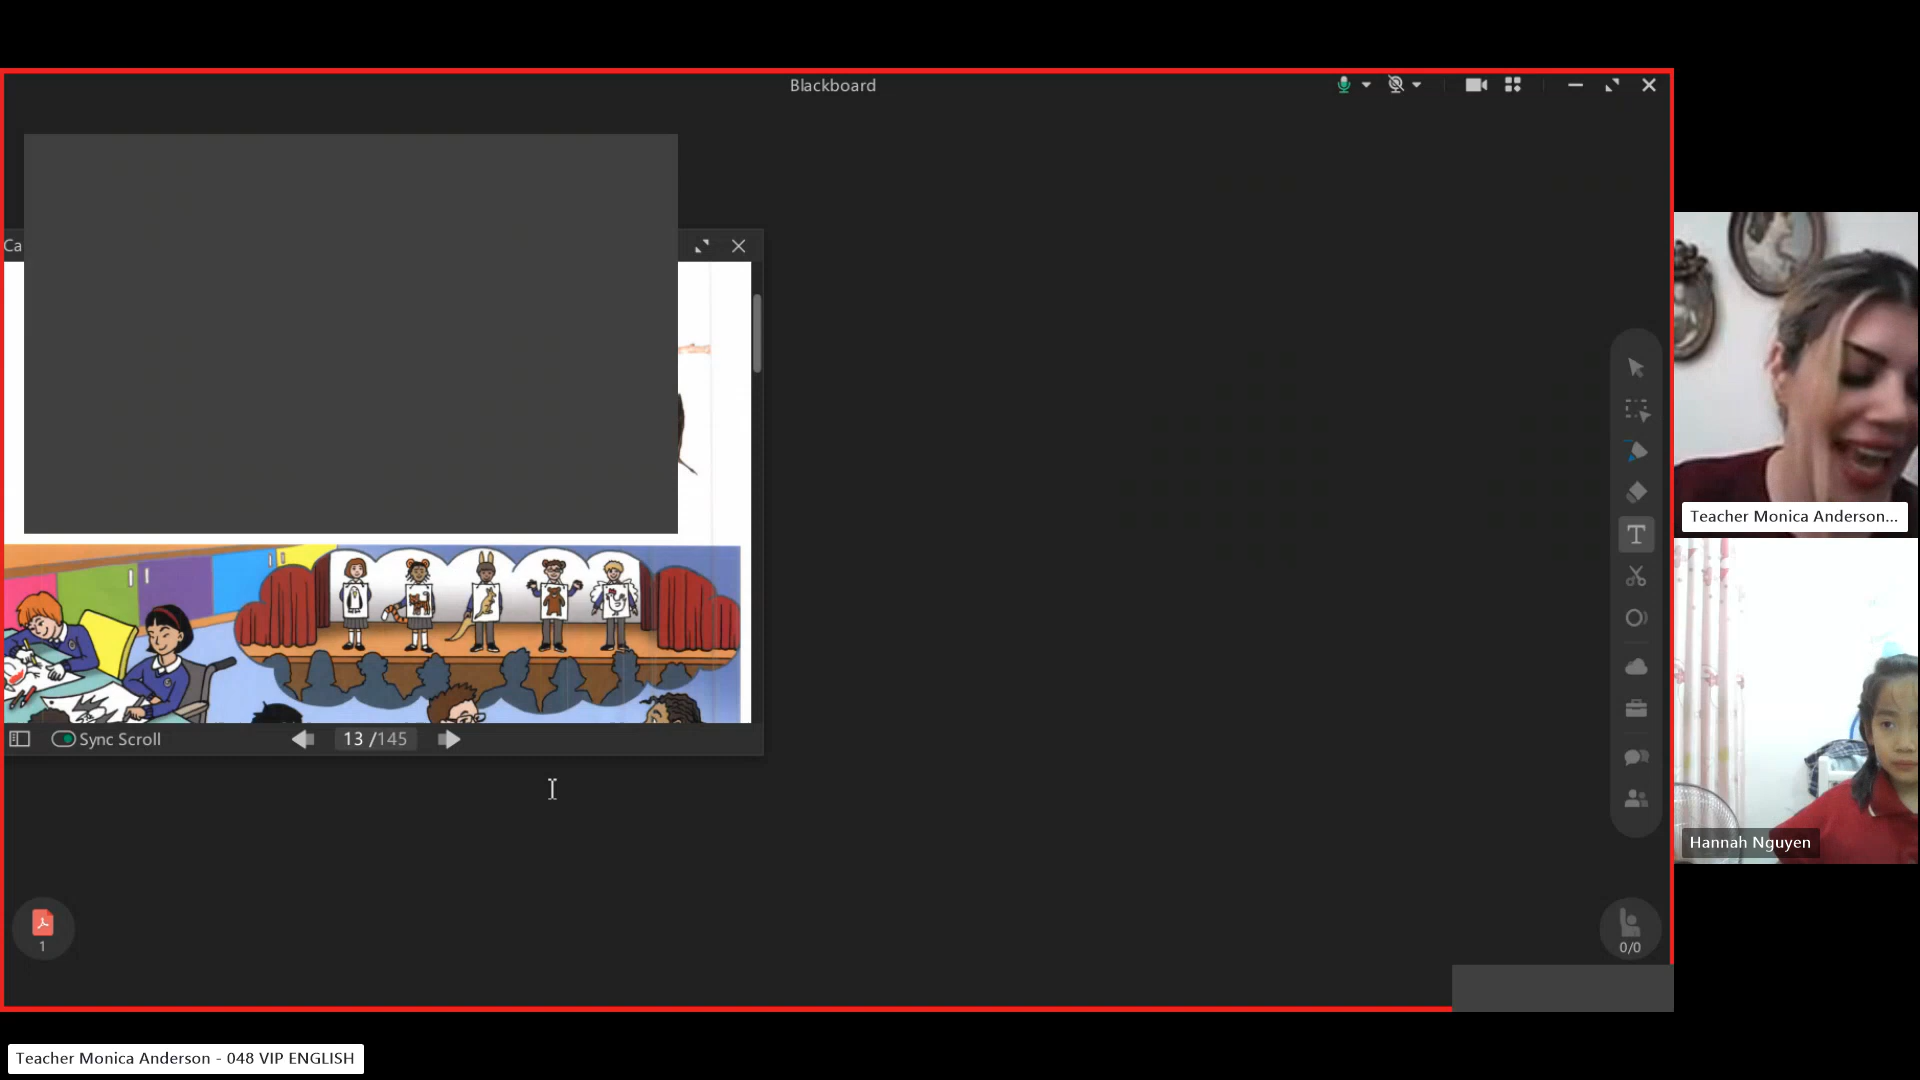 Blackboard
Ca
Sync Scroll
13 /145
1
0/0
Teacher Monica Anderson...
Hannah Nguyen
Teacher Monica Anderson - 048 VIP ENGLISH